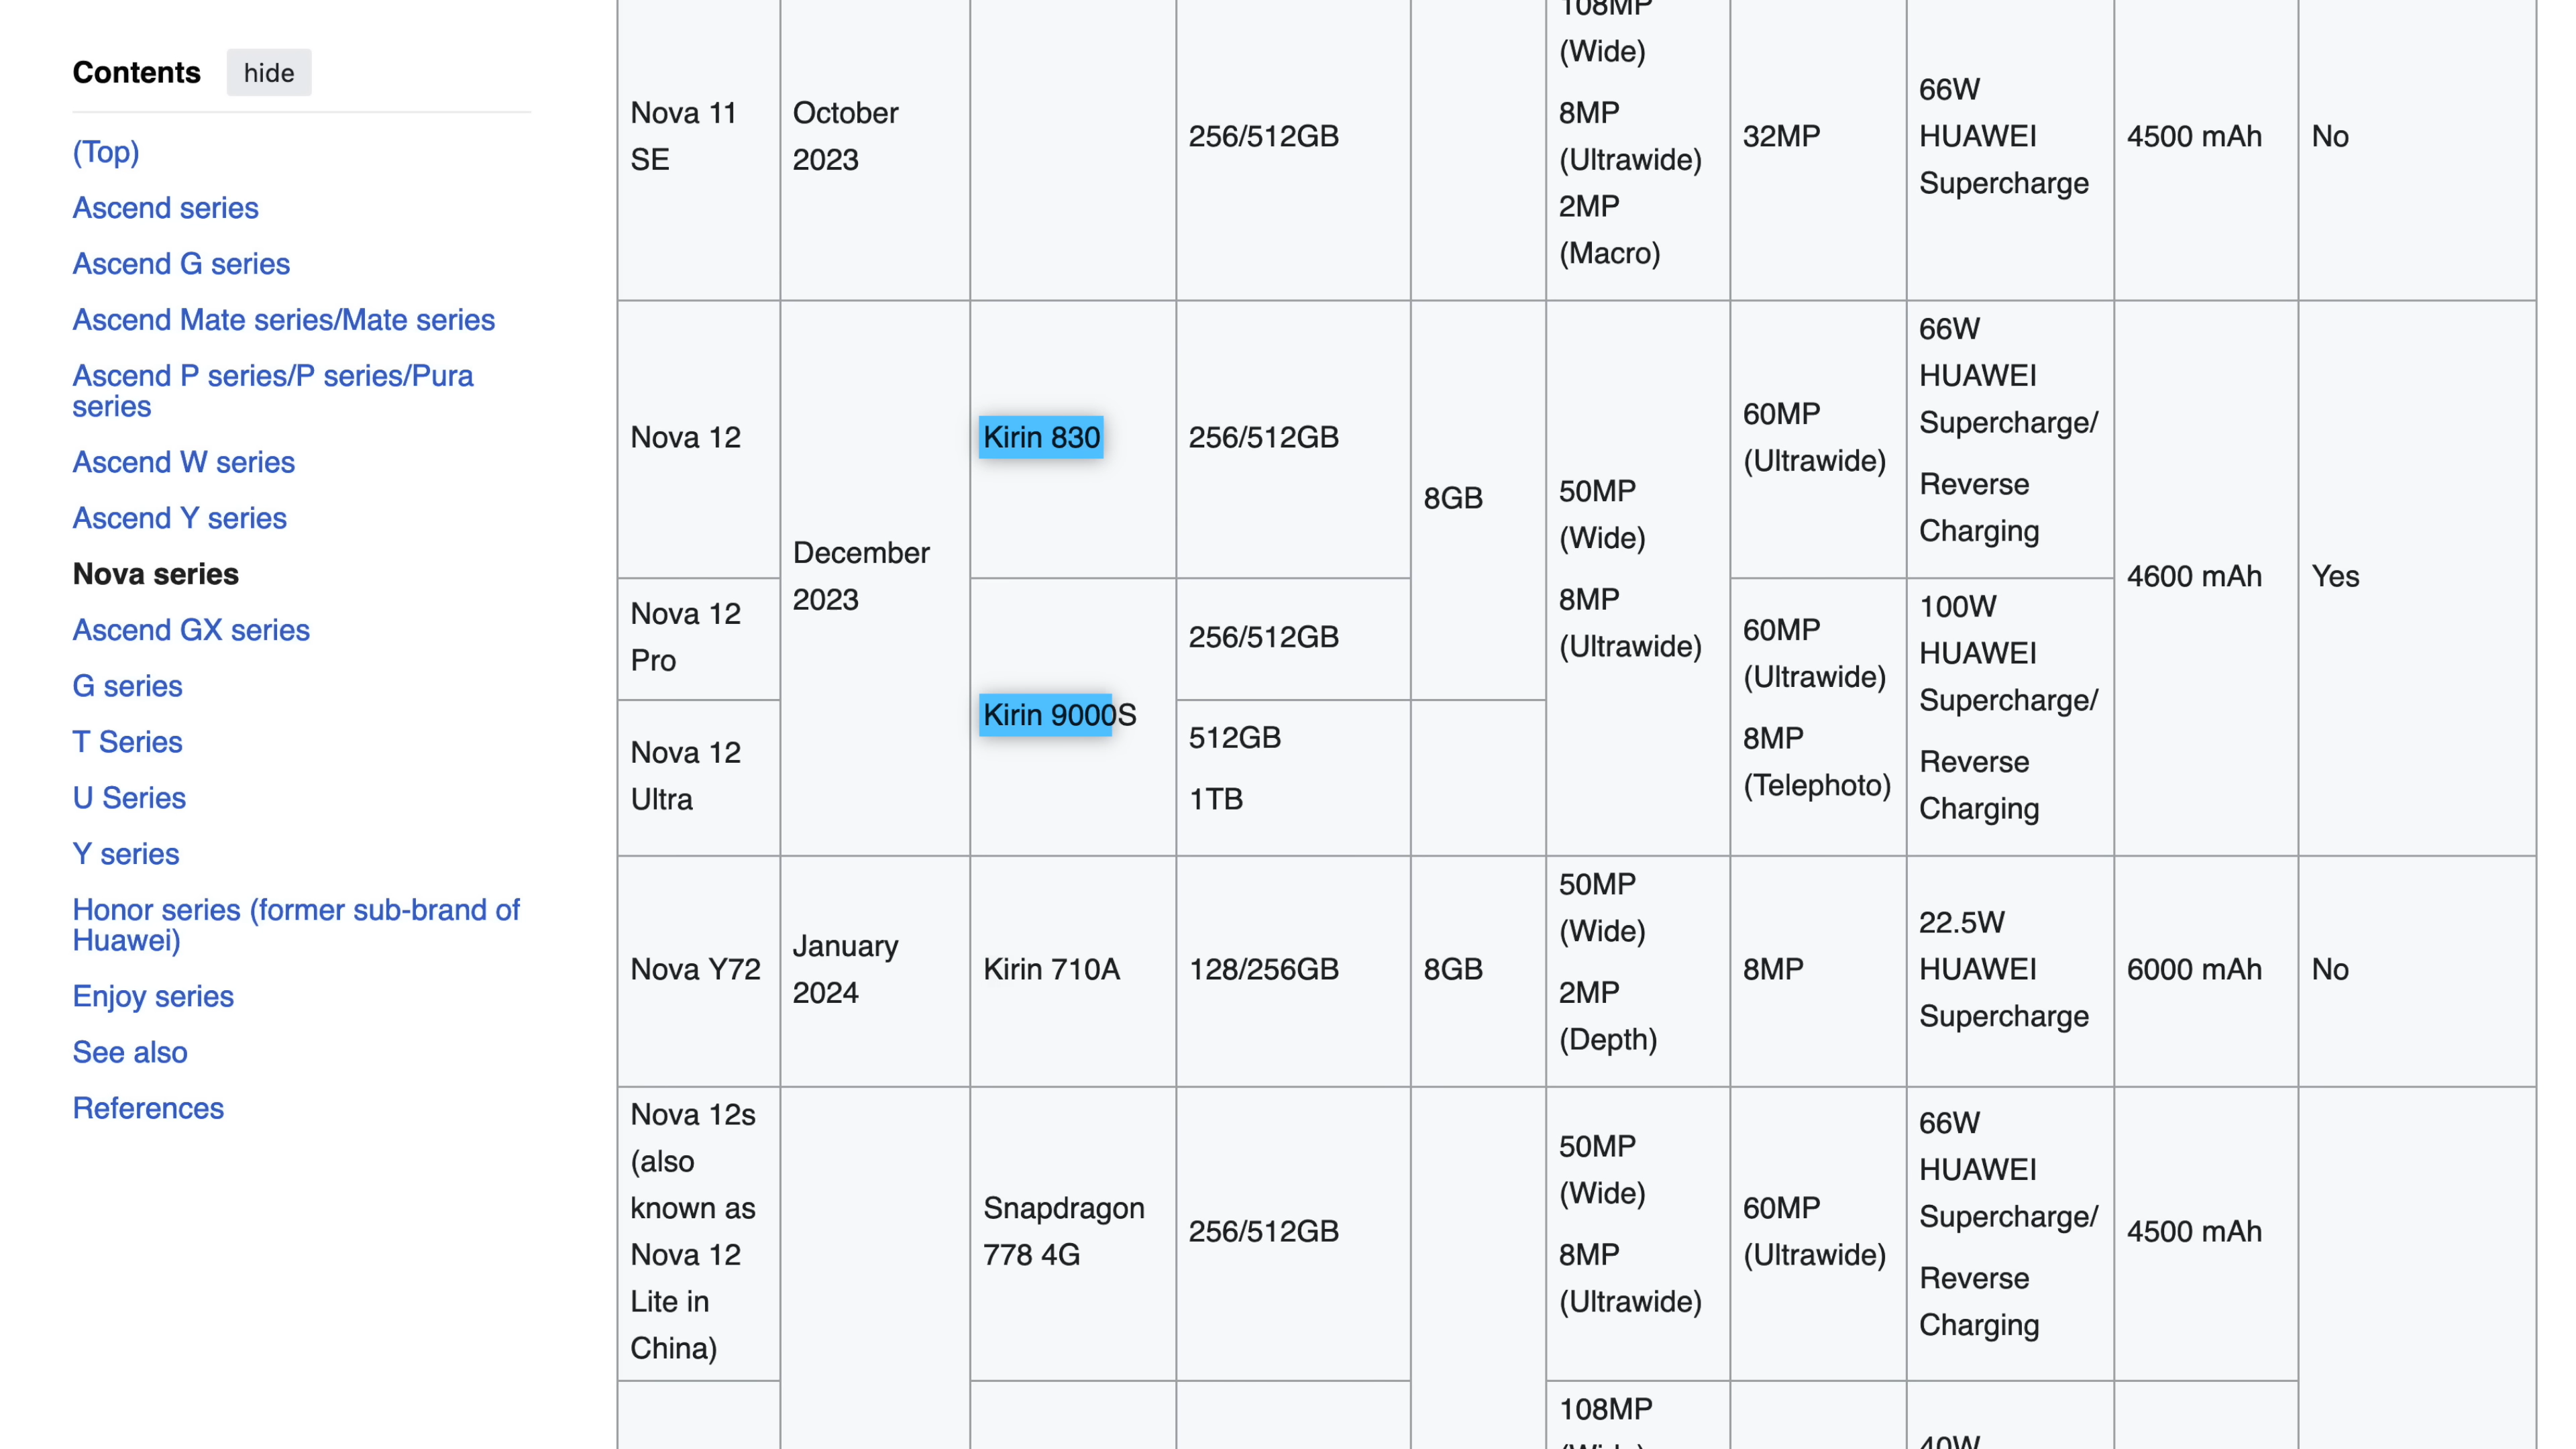 Contents hide
(Top)
Ascend series
Ascend G series
Ascend Mate series/Mate series
Ascend P series/P series/Pura
series
Ascend W series
Ascend Y series
Nova series
Ascend GX series
G series
T Series
U Series
Y series
Honor series (former sub-brand of
Huawei)
Enjoy series
See also
References
Nova 11
SE
October
2023
256/512GB
108MP
(Wide)
8MP
(Ultrawide)
2MP
(Macro)
32MP
66W
HUAWEI
Supercharge
4500 mAh
No
Nova 12
December
2023
Kirin 830
256/512GB
8GB
50MP
(Wide)
8MP
(Ultrawide)
60MP
(Ultrawide)
66W
HUAWEI
Supercharge/
Reverse
Charging
4600 mAh
Yes
Nova 12
Pro
Kirin 9000S
256/512GB
60MP
(Ultrawide)
8MP
(Telephoto)
100W
HUAWEI
Supercharge/
Reverse
Charging
Nova 12
Ultra
512GB
1TB
Nova Y72
January
2024
Kirin 710A
128/256GB
8GB
50MP
(Wide)
2MP
(Depth)
8MP
22.5W
HUAWEI
Supercharge
6000 mAh
No
Nova 12s
(also
known as
Nova 12
Lite in
China)
Snapdragon
778 4G
256/512GB
50MP
(Wide)
8MP
(Ultrawide)
60MP
(Ultrawide)
66W
HUAWEI
Supercharge/
Reverse
Charging
4500 mAh
108MP
(Wide)
40W